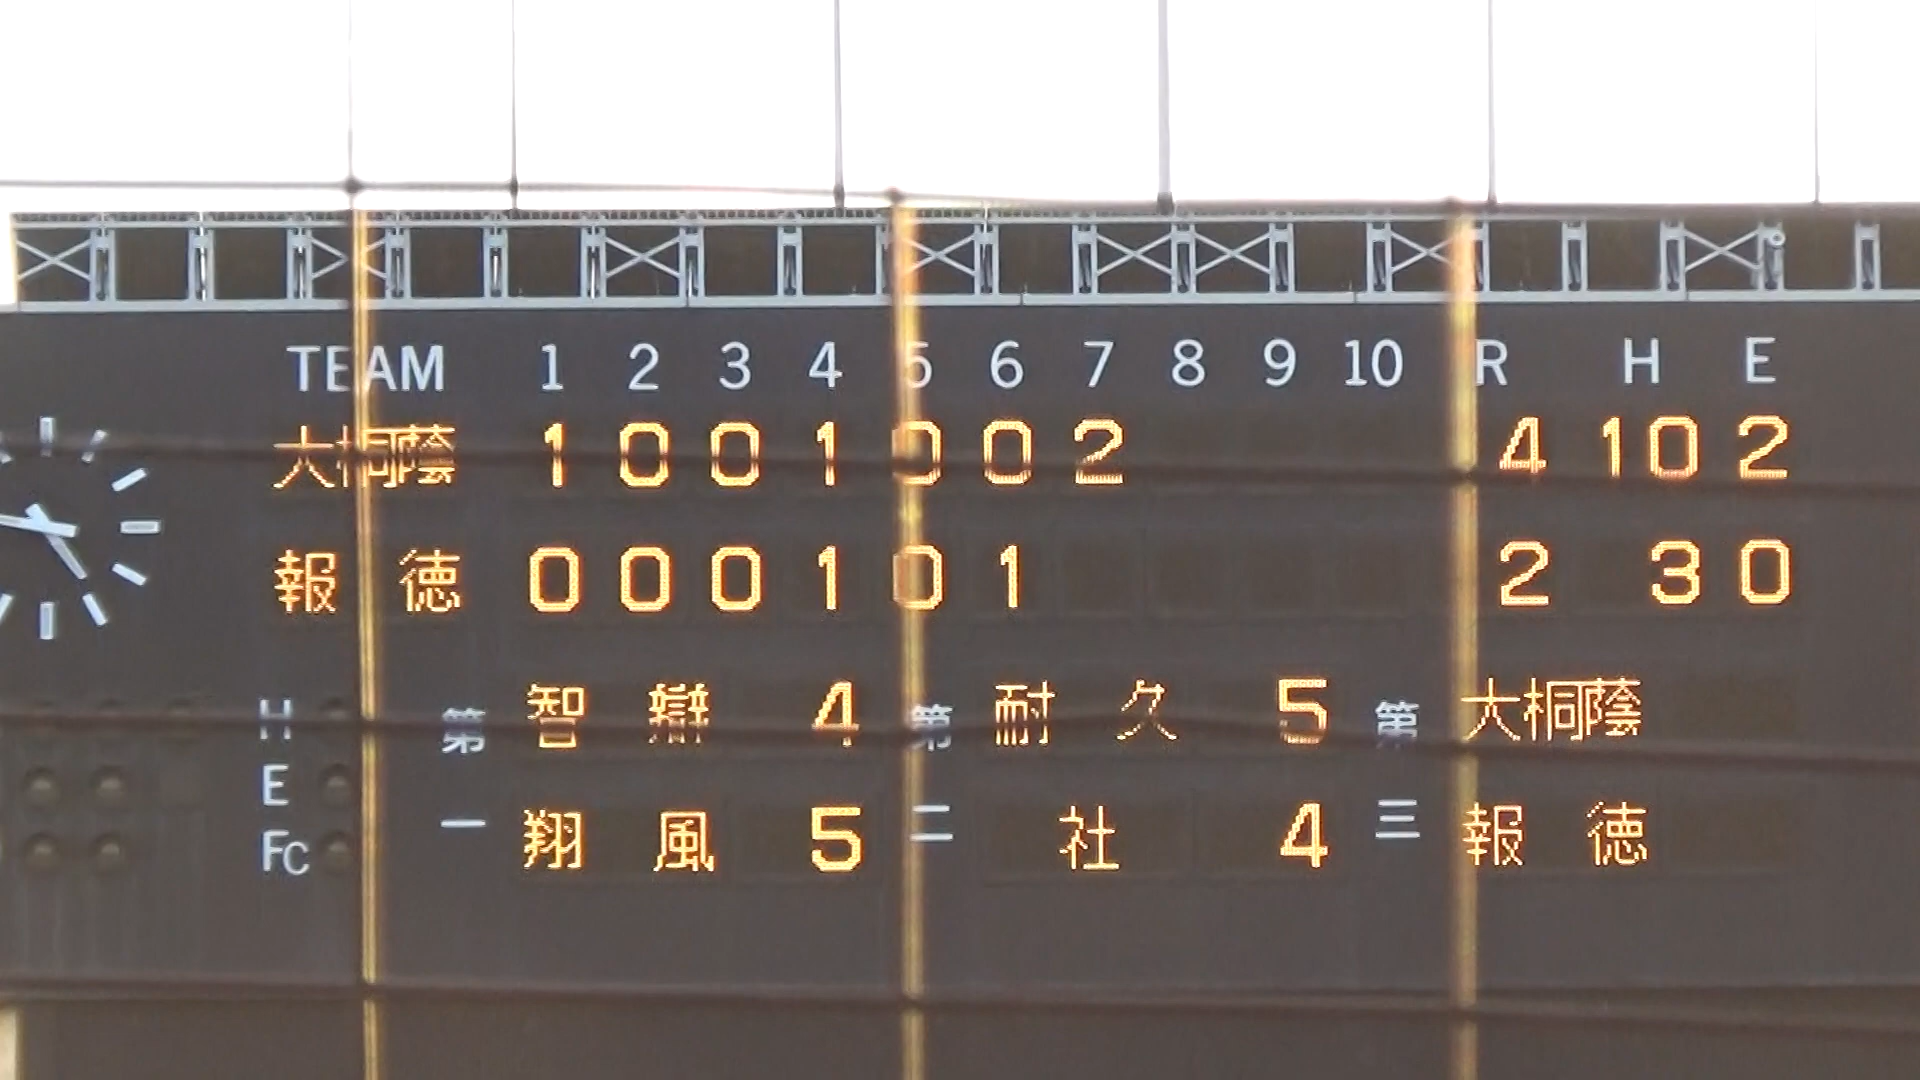 TEAM 1 2 3 4 5 6 7 8 9 10 R H E
大桐蔭 1 0 0 1 0 0 2 4 10 2
報徳 0 0 0 1 0 1 2 3 0
H 第一 智辯 4 第二 耐久 5 第三 大桐蔭
E
FC 翔風 5 社 4 報徳